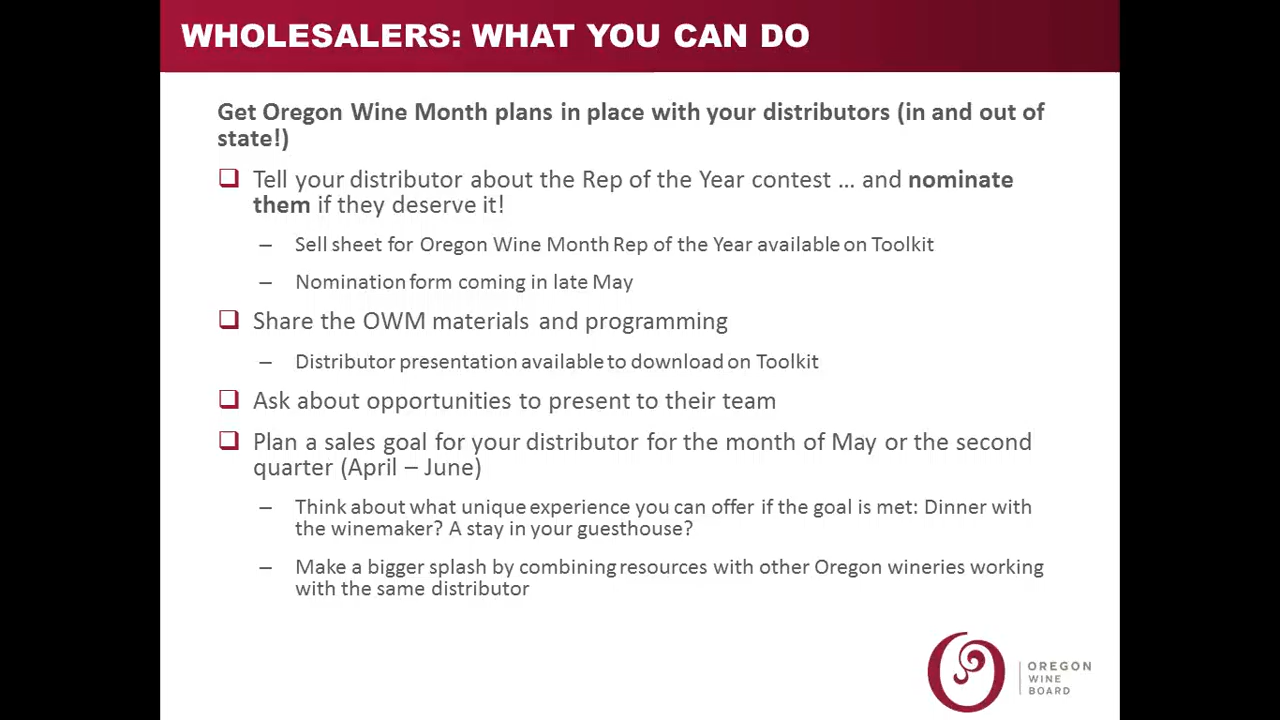 WHOLESALERS: WHAT YOU CAN DO
Get Oregon Wine Month plans in place with your distributors (in and out of
state!)
❑ Tell your distributor about the Rep of the Year contest … and nominate
them if they deserve it!
– Sell sheet for Oregon Wine Month Rep of the Year available on Toolkit
– Nomination form coming in late May
❑ Share the OWM materials and programming
– Distributor presentation available to download on Toolkit
❑ Ask about opportunities to present to their team
❑ Plan a sales goal for your distributor for the month of May or the second
quarter (April – June)
– Think about what unique experience you can offer if the goal is met: Dinner with
the winemaker? A stay in your guesthouse?
– Make a bigger splash by combining resources with other Oregon wineries working
with the same distributor
OREGON
WINE
BOARD